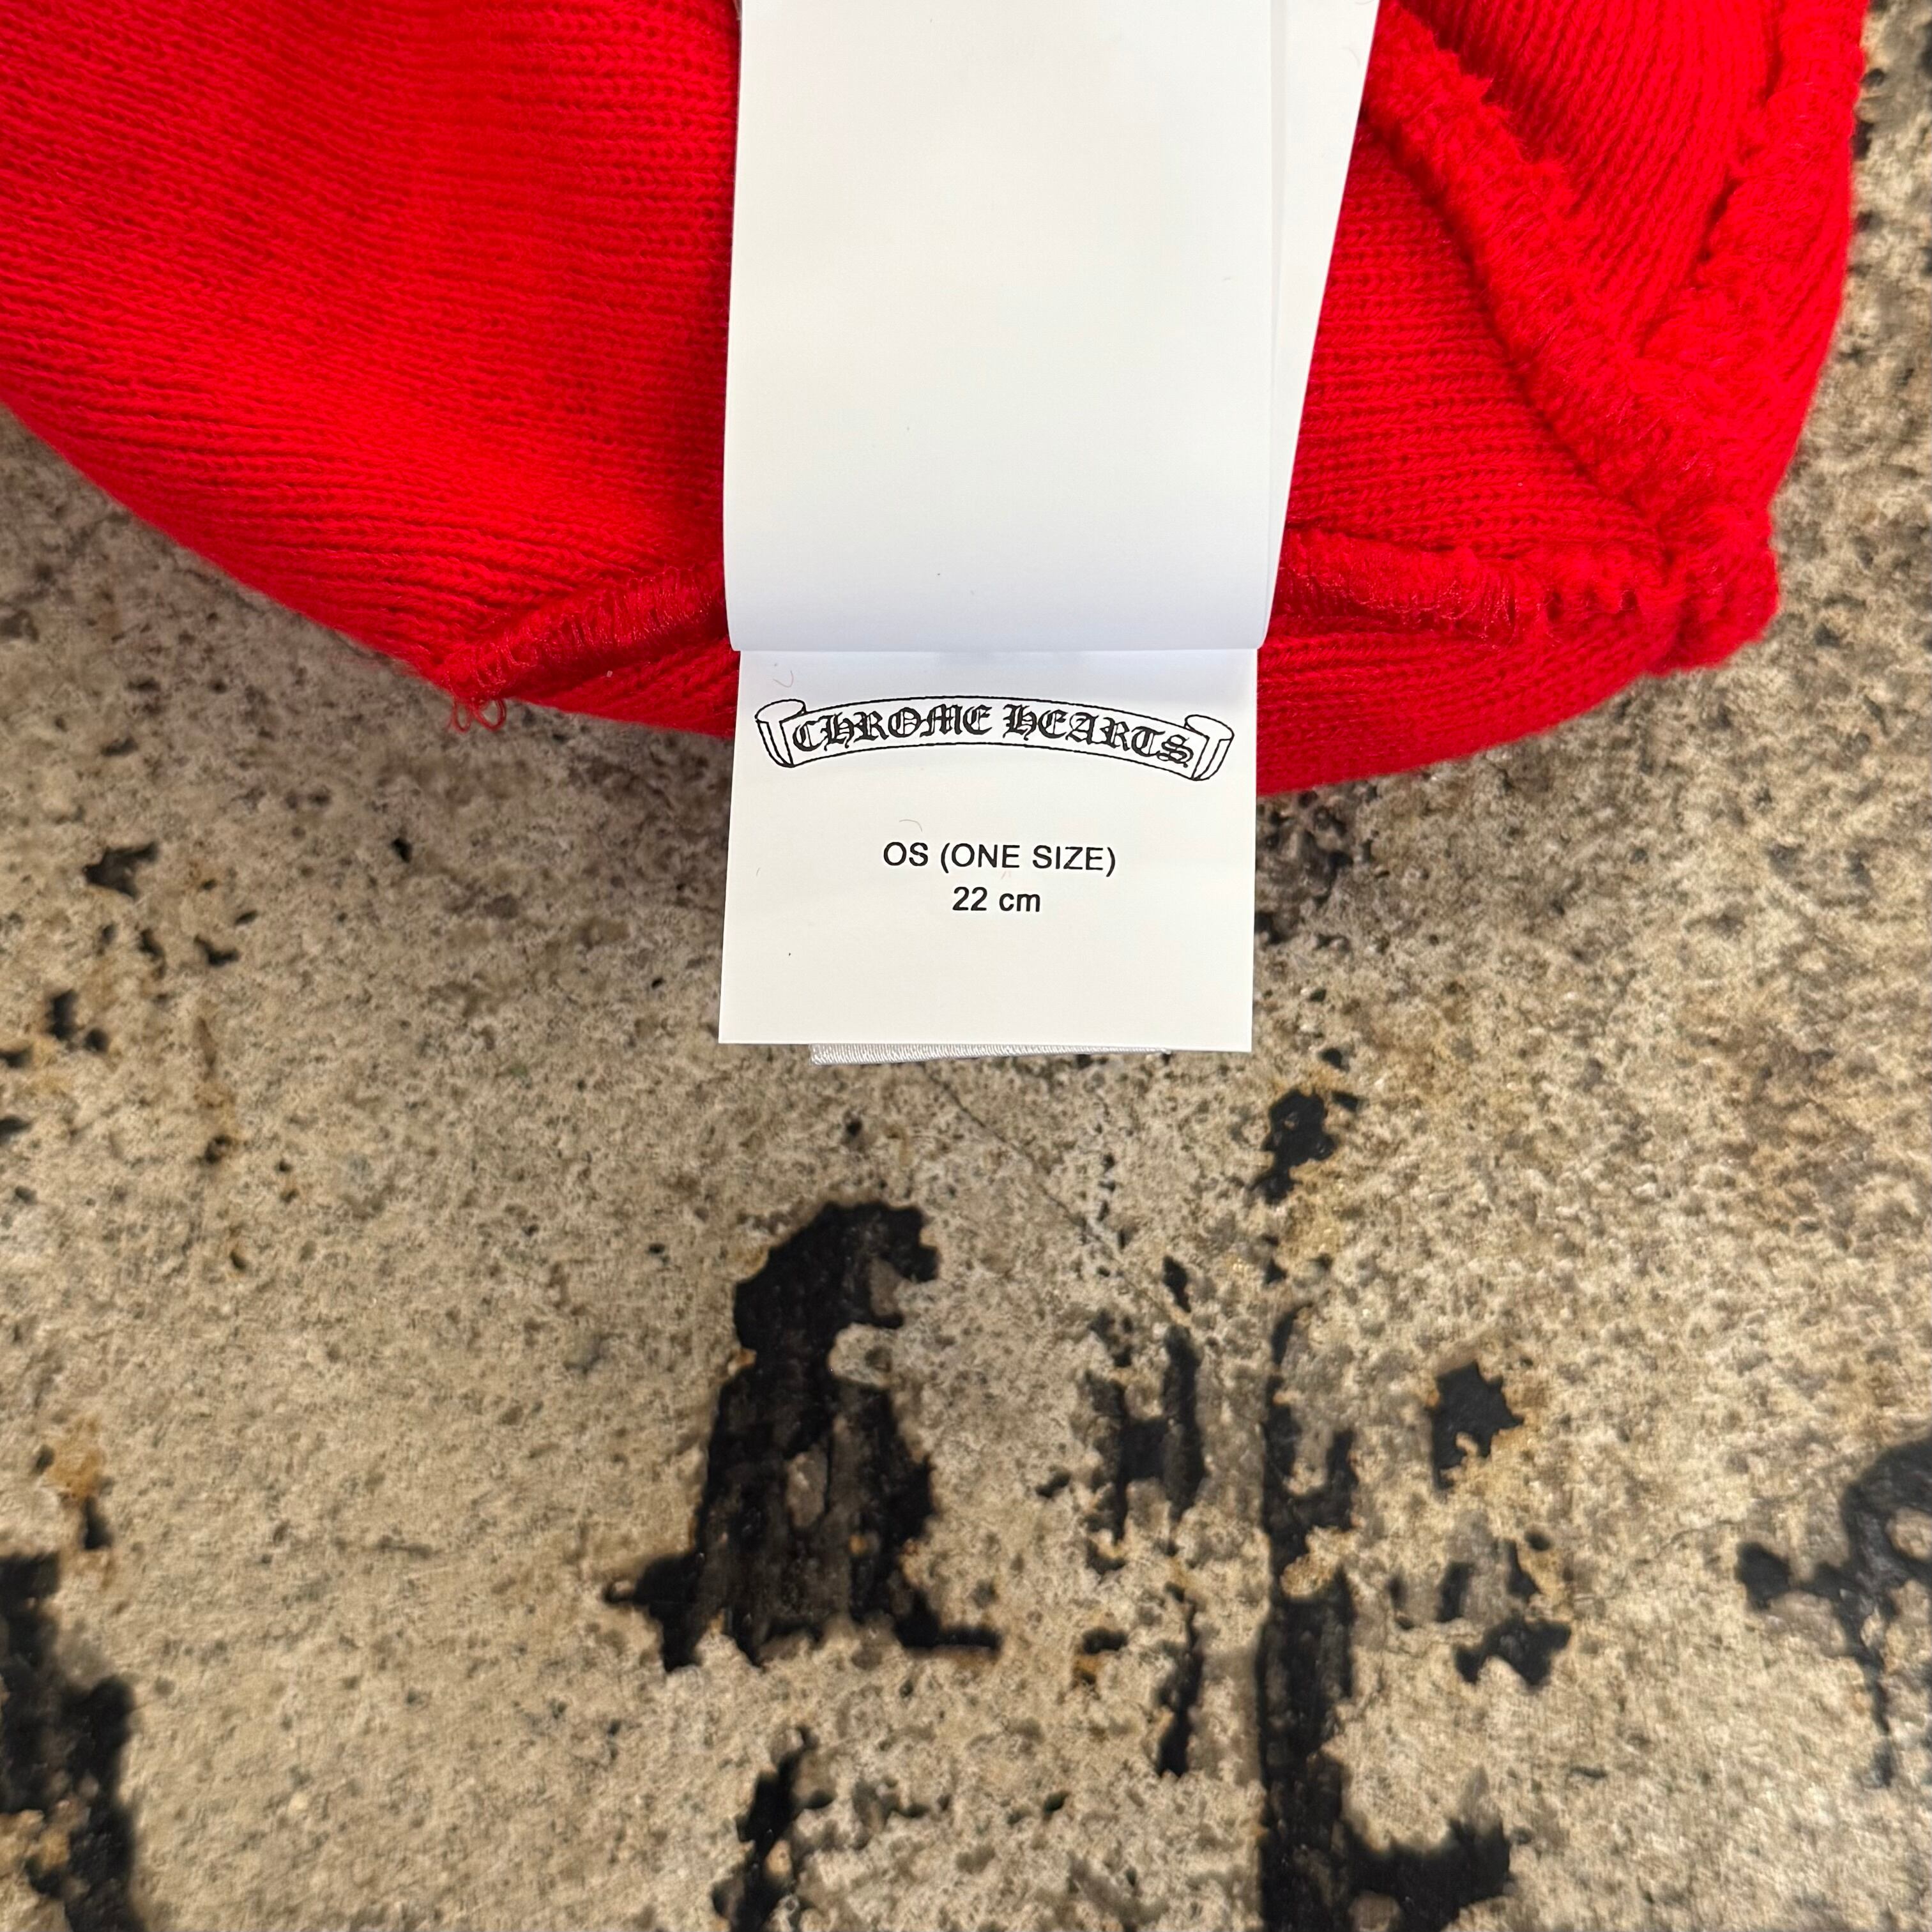 CHROME HEARTS
OS (ONE SIZE)
22 cm